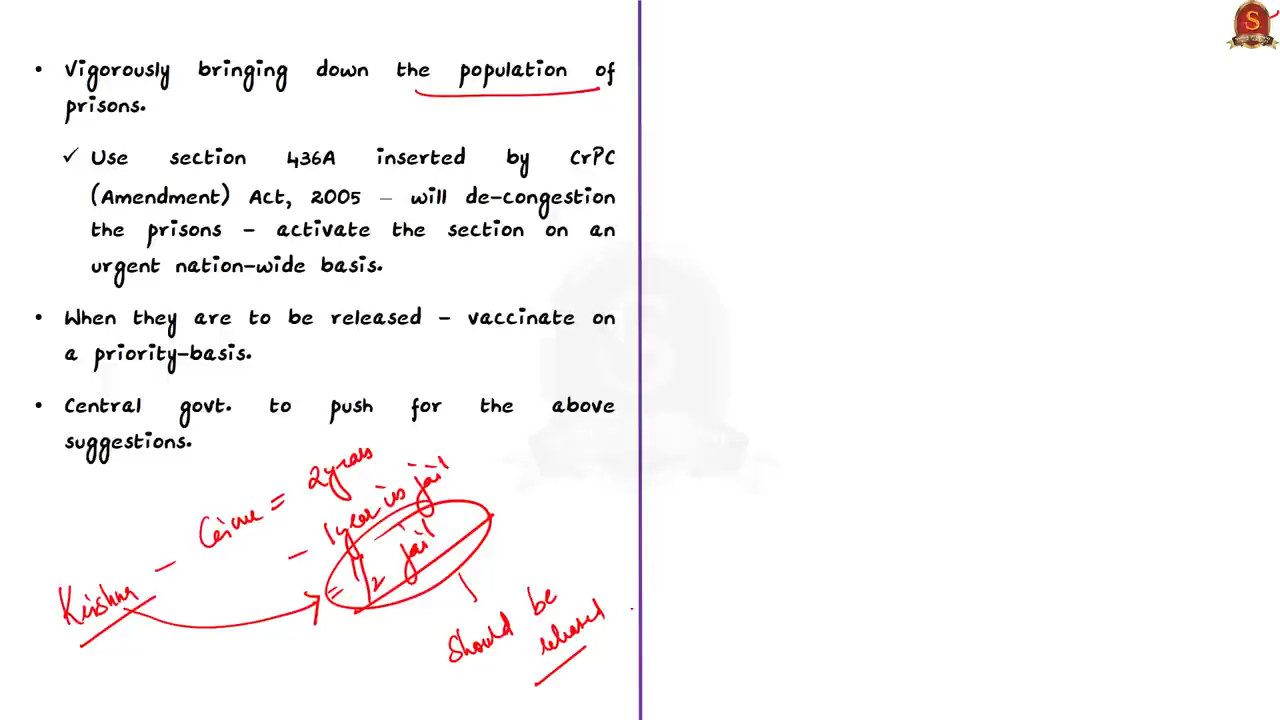 • Vigorously bringing down the population of
prisons.
✓ Use section 436A inserted by CrPC
(Amendment) Act, 2005 – will de-congestion
the prisons – activate the section on an
urgent nation-wide basis.
• When they are to be released – vaccinate on
a priority-basis.
• Central govt. to push for the above
suggestions.
Krishna – Crime = 2 years
– 1 year in jail
= 1/2 jail
should be
released
S